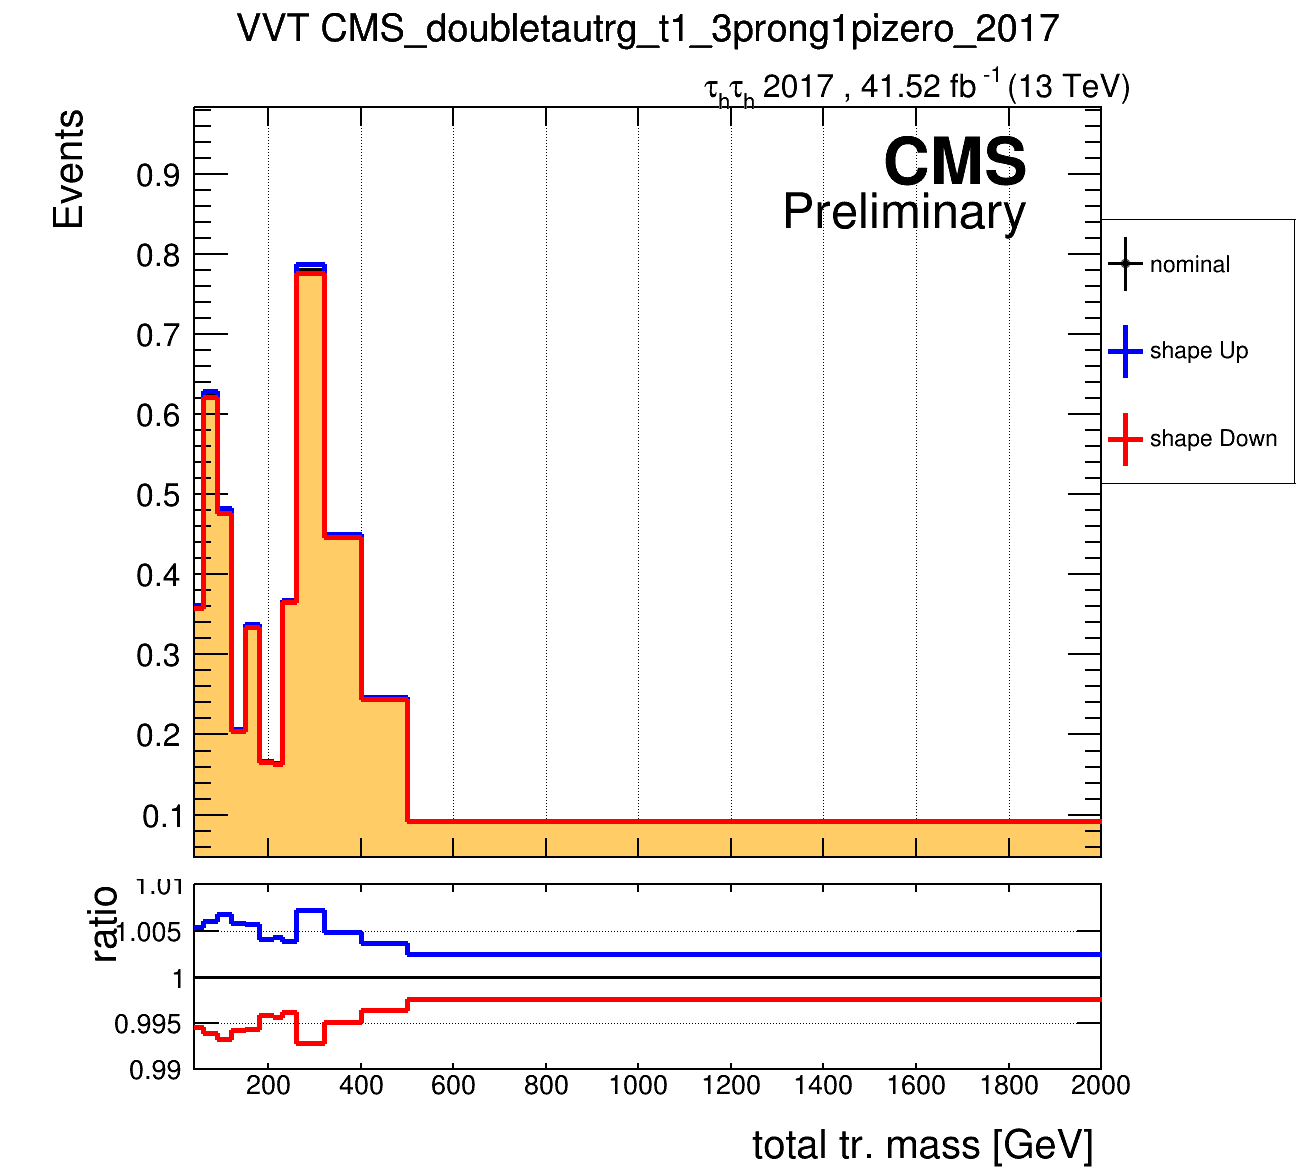 VVT CMS_doubletautrg_t1_3prong1pizero_2017
τhτh 2017 , 41.52 fb -1 (13 TeV)
Events
CMS
Preliminary
0.9
0.8
0.7
0.6
0.5
0.4
0.3
0.2
0.1
nominal
shape Up
shape Down
ratio
1.01
1.005
1
0.995
0.99
200 400 600 800 1000 1200 1400 1600 1800 2000
total tr. mass [GeV]